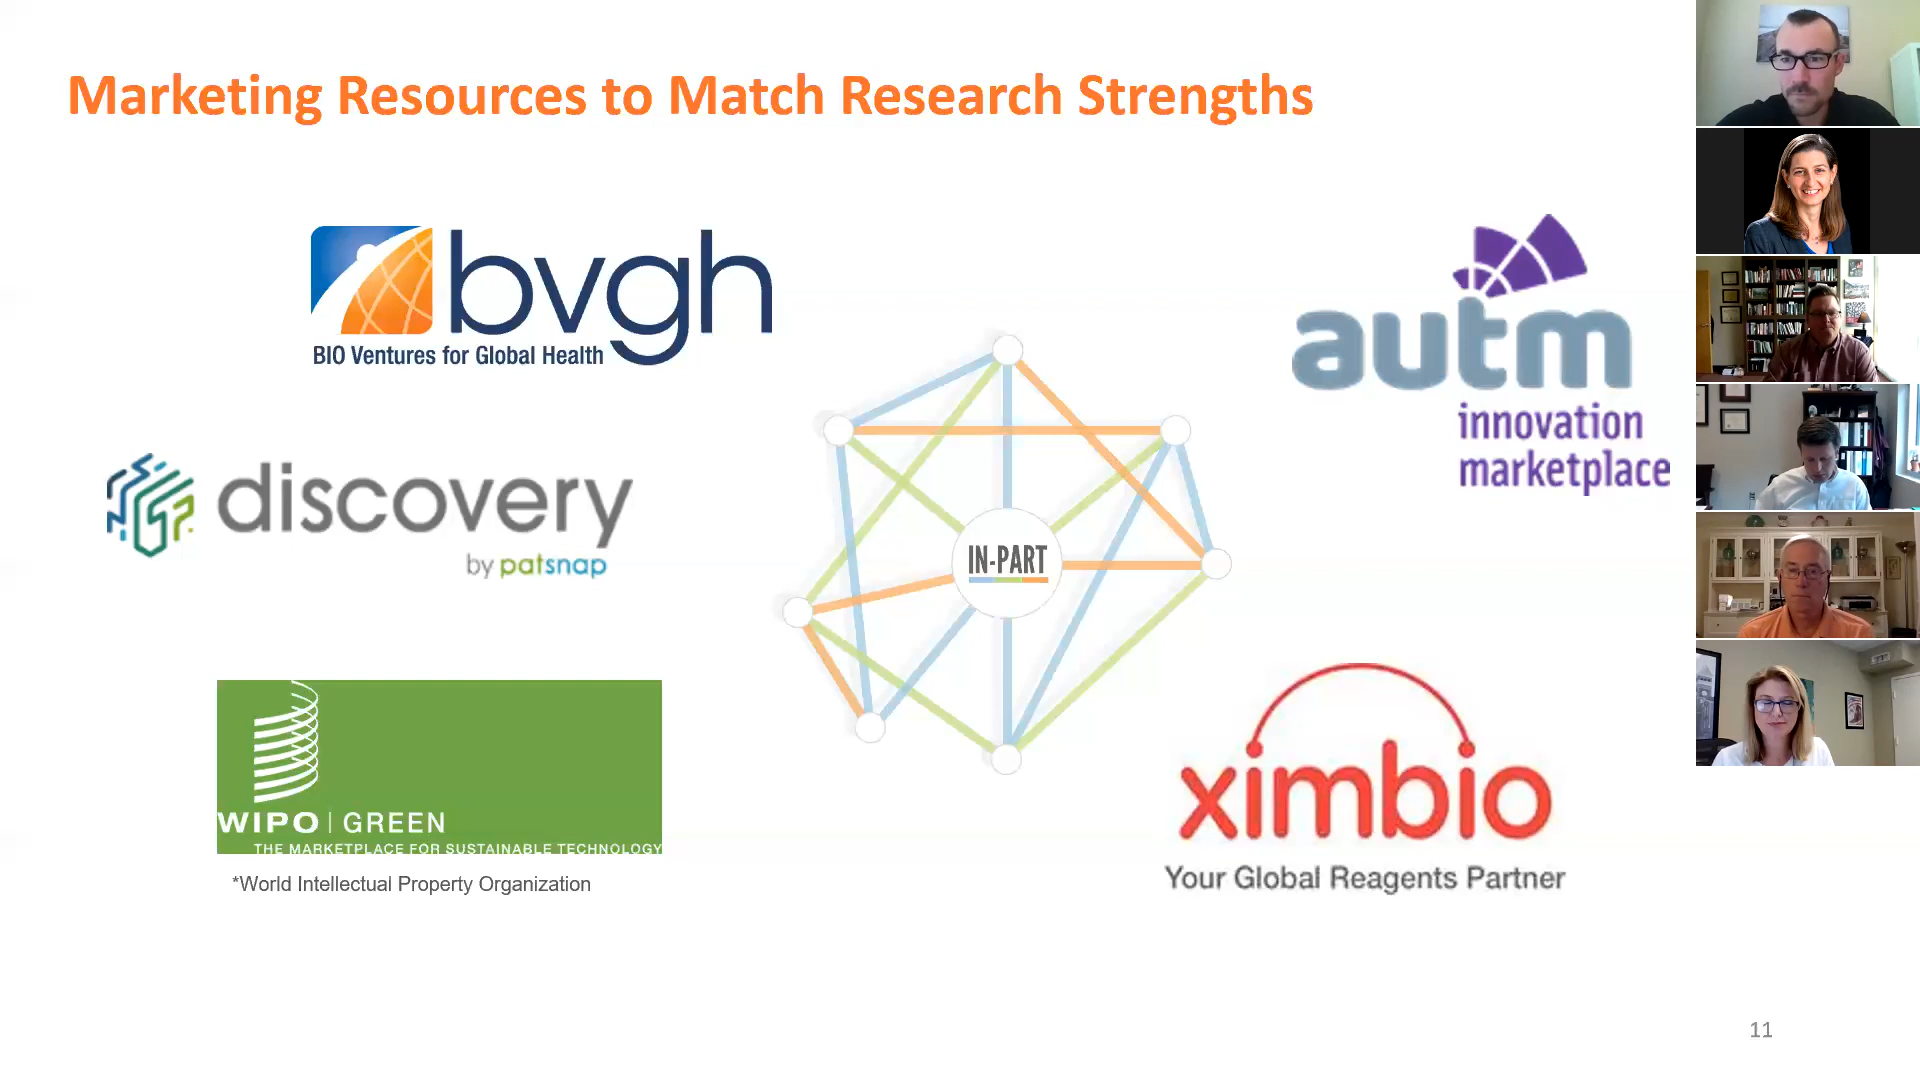 Marketing Resources to Match Research Strengths
bvgh
BIO Ventures for Global Health
autm
innovation
marketplace
discovery
by patsnap
IN-PART
WIPO | GREEN
THE MARKETPLACE FOR SUSTAINABLE TECHNOLOGY
*World Intellectual Property Organization
ximbio
Your Global Reagents Partner
11